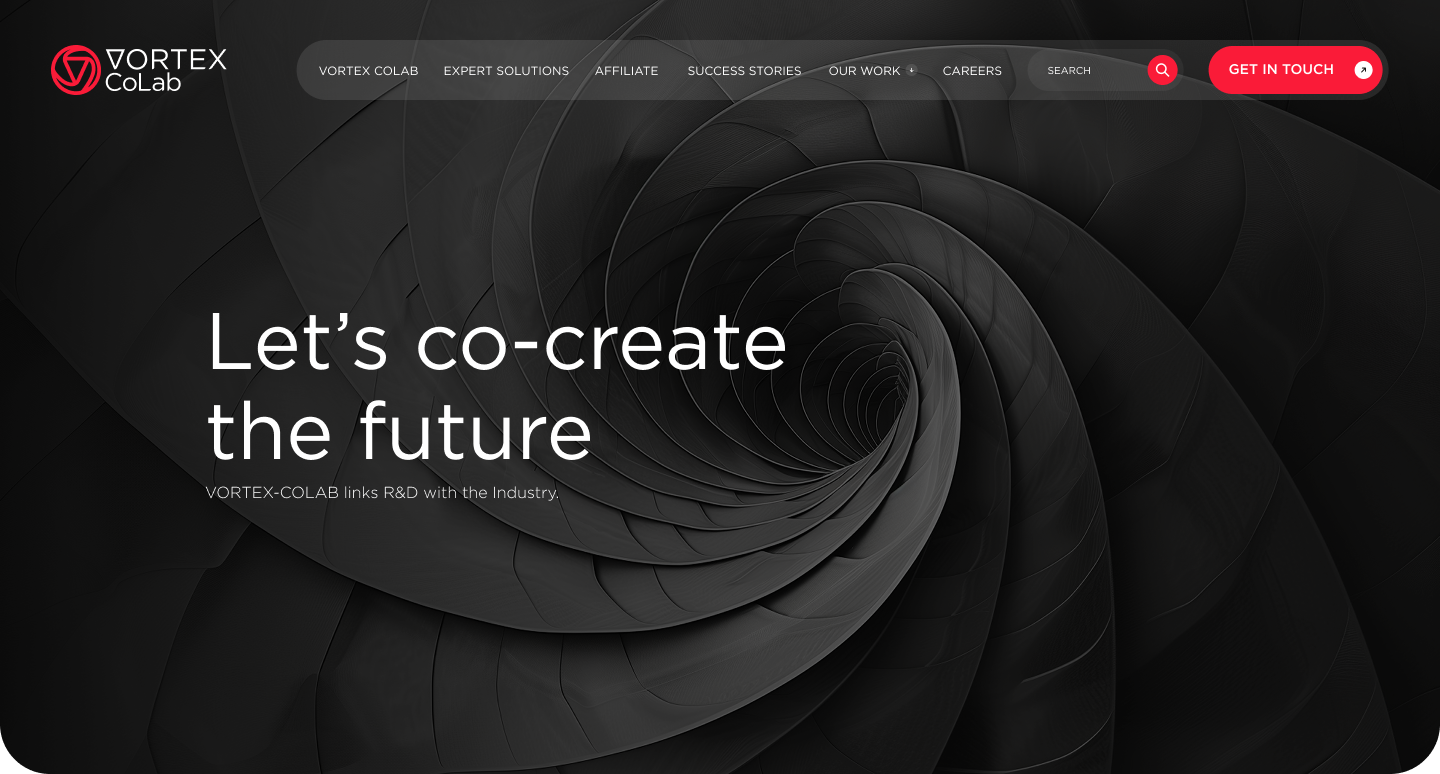 VORTEX
CoLab
VORTEX COLAB
EXPERT SOLUTIONS
AFFILIATE
SUCCESS STORIES
OUR WORK
CAREERS
SEARCH
GET IN TOUCH
Let’s co-create
the future
VORTEX-COLAB links R&D with the Industry.